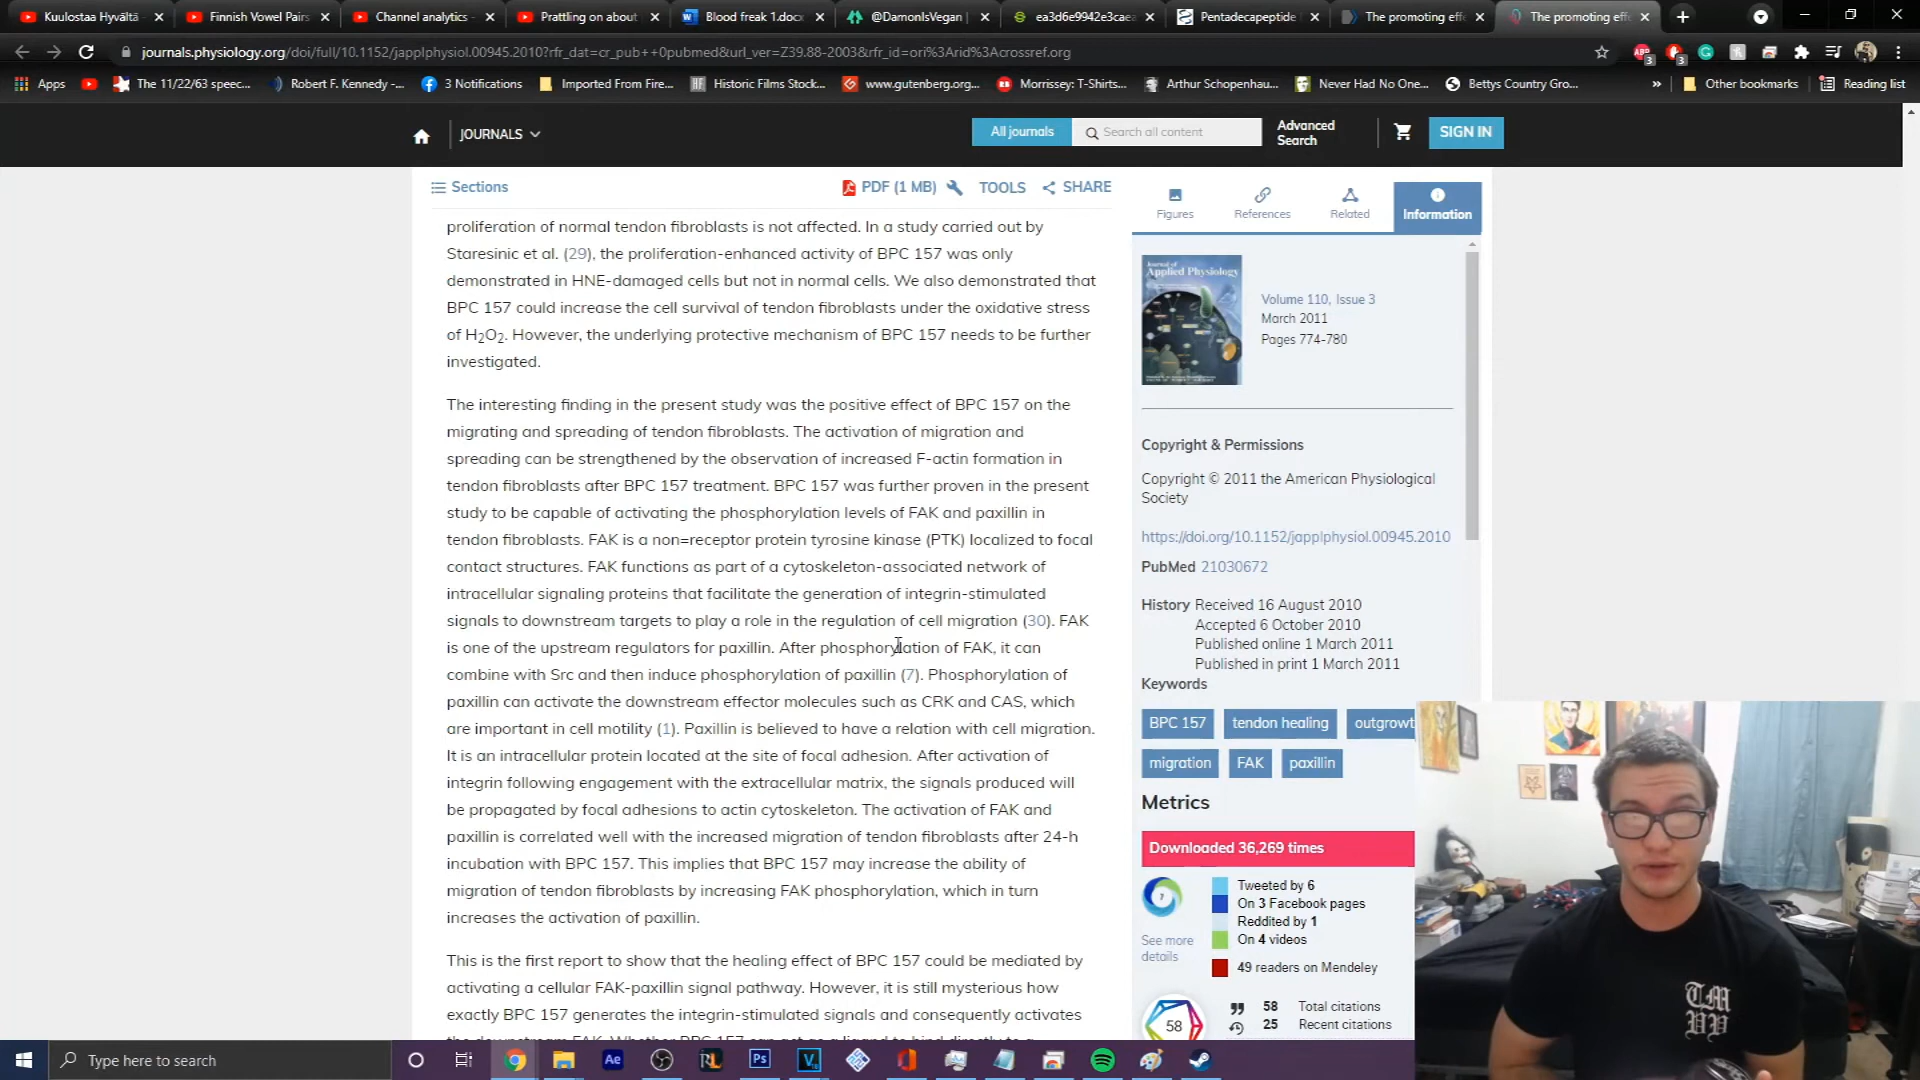 Kuulostaa Hyvältä
Finnish Vowel Pairs
Channel analytics
Prattling on about
Blood freak 1.docx
@DamonIsVegan
ea3d6e9942e3caea
Pentadecapeptide
The promoting effe
The promoting effe
journals.physiology.org/doi/full/10.1152/japplphysiol.00945.2010?rfr_dat=cr_pub++0pubmed&url_ver=Z39.88-2003&rfr_id=ori%3Arid%3Acrossref.org
Apps
The 11/22/63 speec...
Robert F. Kennedy -...
3 Notifications
Imported From Fire...
Historic Films Stock...
www.gutenberg.org...
Morrissey: T-Shirts...
Arthur Schopenhau...
Never Had No One...
Bettys Country Gro...
»
Other bookmarks
Reading list
JOURNALS
All journals
Search all content
Advanced
Search
SIGN IN
Sections
PDF (1 MB)
TOOLS
SHARE
Figures
References
Related
Information
proliferation of normal tendon fibroblasts is not affected. In a study carried out by
Staresinic et al. (29), the proliferation-enhanced activity of BPC 157 was only
demonstrated in HNE-damaged cells but not in normal cells. We also demonstrated that
BPC 157 could increase the cell survival of tendon fibroblasts under the oxidative stress
of H2O2. However, the underlying protective mechanism of BPC 157 needs to be further
investigated.
The interesting finding in the present study was the positive effect of BPC 157 on the
migrating and spreading of tendon fibroblasts. The activation of migration and
spreading can be strengthened by the observation of increased F-actin formation in
tendon fibroblasts after BPC 157 treatment. BPC 157 was further proven in the present
study to be capable of activating the phosphorylation levels of FAK and paxillin in
tendon fibroblasts. FAK is a non=receptor protein tyrosine kinase (PTK) localized to focal
contact structures. FAK functions as part of a cytoskeleton-associated network of
intracellular signaling proteins that facilitate the generation of integrin-stimulated
signals to downstream targets to play a role in the regulation of cell migration (30). FAK
is one of the upstream regulators for paxillin. After phosphorylation of FAK, it can
combine with Src and then induce phosphorylation of paxillin (7). Phosphorylation of
paxillin can activate the downstream effector molecules such as CRK and CAS, which
are important in cell motility (1). Paxillin is believed to have a relation with cell migration.
It is an intracellular protein located at the site of focal adhesion. After activation of
integrin following engagement with the extracellular matrix, the signals produced will
be propagated by focal adhesions to actin cytoskeleton. The activation of FAK and
paxillin is correlated well with the increased migration of tendon fibroblasts after 24-h
incubation with BPC 157. This implies that BPC 157 may increase the ability of
migration of tendon fibroblasts by increasing FAK phosphorylation, which in turn
increases the activation of paxillin.
This is the first report to show that the healing effect of BPC 157 could be mediated by
activating a cellular FAK-paxillin signal pathway. However, it is still mysterious how
exactly BPC 157 generates the integrin-stimulated signals and consequently activates
the downstream FAK. Whether BPC 157 can act as a ligand to bind directly to a
Journal of
Applied Physiology
Volume 110, Issue 3
March 2011
Pages 774-780
Copyright & Permissions
Copyright © 2011 the American Physiological
Society
https://doi.org/10.1152/japplphysiol.00945.2010
PubMed 21030672
History Received 16 August 2010
Accepted 6 October 2010
Published online 1 March 2011
Published in print 1 March 2011
Keywords
BPC 157
tendon healing
outgrowt
migration
FAK
paxillin
Metrics
Downloaded 36,269 times
?
Tweeted by 6
On 3 Facebook pages
Reddited by 1
On 4 videos
See more
details
49 readers on Mendeley
58
58 Total citations
25 Recent citations
TM
VV
Type here to search